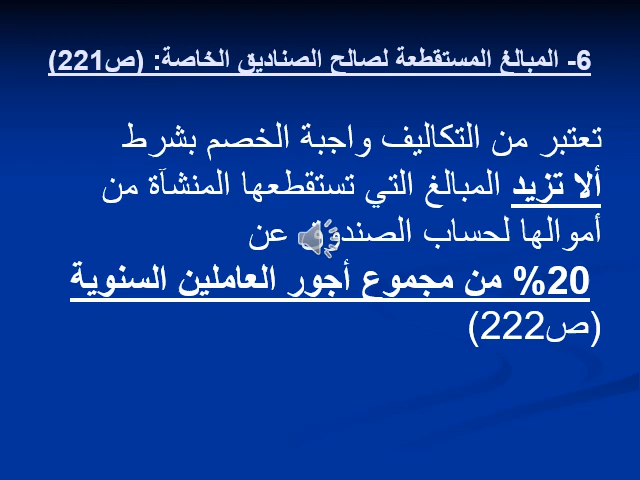 6- المبالغ المستقطعة لصالح الصناديق الخاصة: (ص221)
تعتبر من التكاليف واجبة الخصم بشرط
ألا تزيد المبالغ التي تستقطعها المنشآة من
أموالها لحساب الصندوق عن
20% من مجموع أجور العاملين السنوية
(ص222)